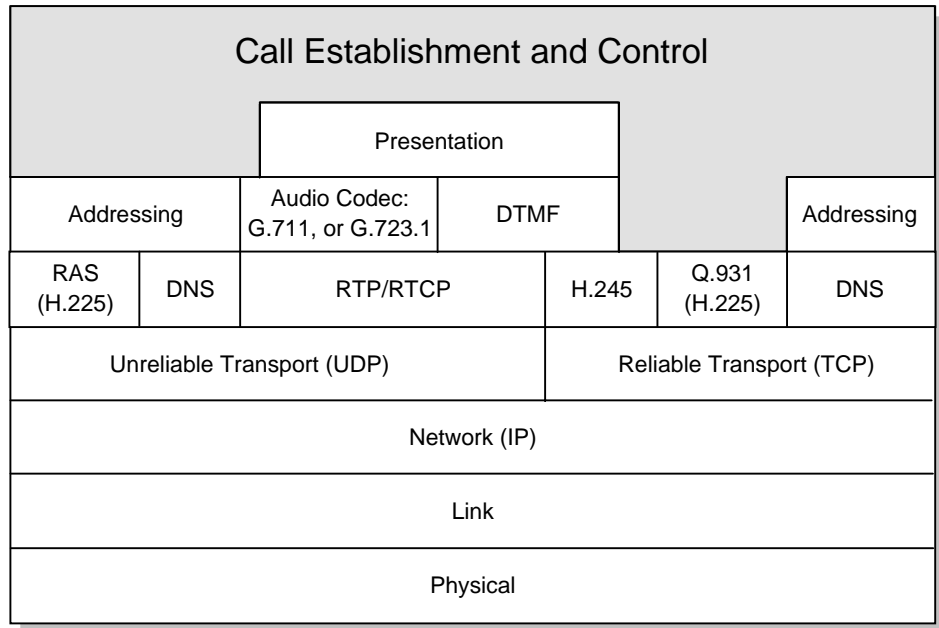 Call Establishment and Control
Presentation
Addressing
Audio Codec:
G.711, or G.723.1
DTMF
Addressing
RAS
(H.225)
DNS
RTP/RTCP
H.245
Q.931
(H.225)
DNS
Unreliable Transport (UDP)
Reliable Transport (TCP)
Network (IP)
Link
Physical